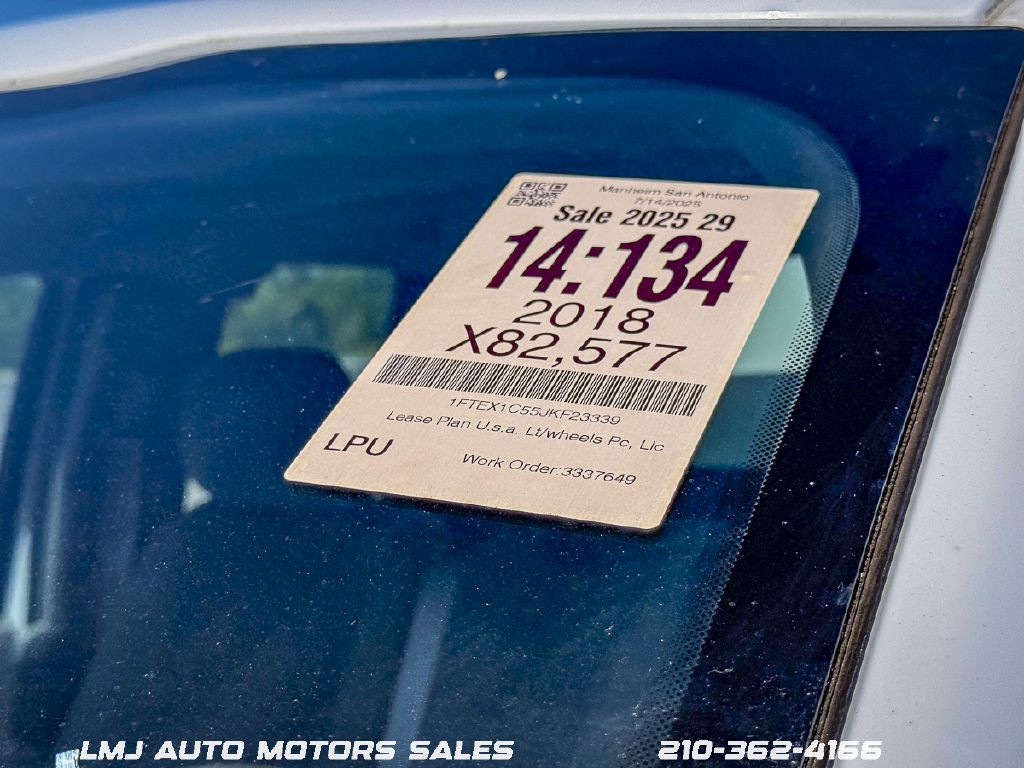 Manheim San Antonio
7/14/2025
Sale 2025 29
14:134
2018
X82,577
1FTEX1C55JKF23339
Lease Plan U.s.a. Lt/wheels Pc, Llc
LPU
Work Order:3337649
LMJ AUTO MOTORS SALES
210-362-4166